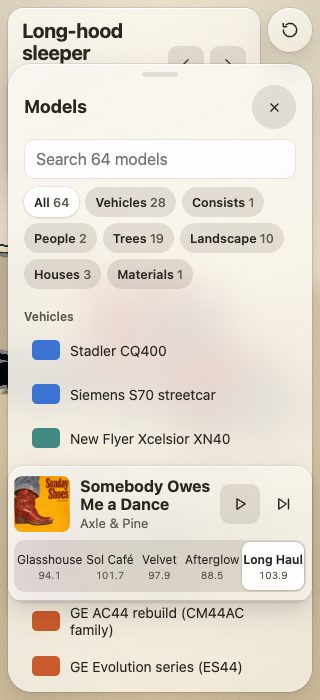 Long-hood
sleeper
Models
Search 64 models
All 64
Vehicles 28
Consists 1
People 2
Trees 19
Landscape 10
Houses 3
Materials 1
Vehicles
Stadler CQ400
Siemens S70 streetcar
New Flyer Xcelsior XN40
Sunday
Shoes
Somebody Owes
Me a Dance
Axle & Pine
Glasshouse Sol Café Velvet Afterglow Long Haul
94.1 101.7 97.9 88.5 103.9
GE AC44 rebuild (CM44AC
family)
GE Evolution series (ES44)